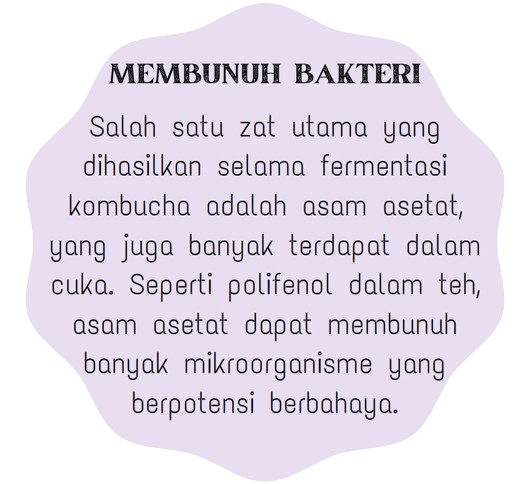 MEMBUNUH BAKTERI
Salah satu zat utama yang
dihasilkan selama fermentasi
kombucha adalah asam asetat,
yang juga banyak terdapat dalam
cuka. Seperti polifenol dalam teh,
asam asetat dapat membunuh
banyak mikroorganisme yang
berpotensi berbahaya.